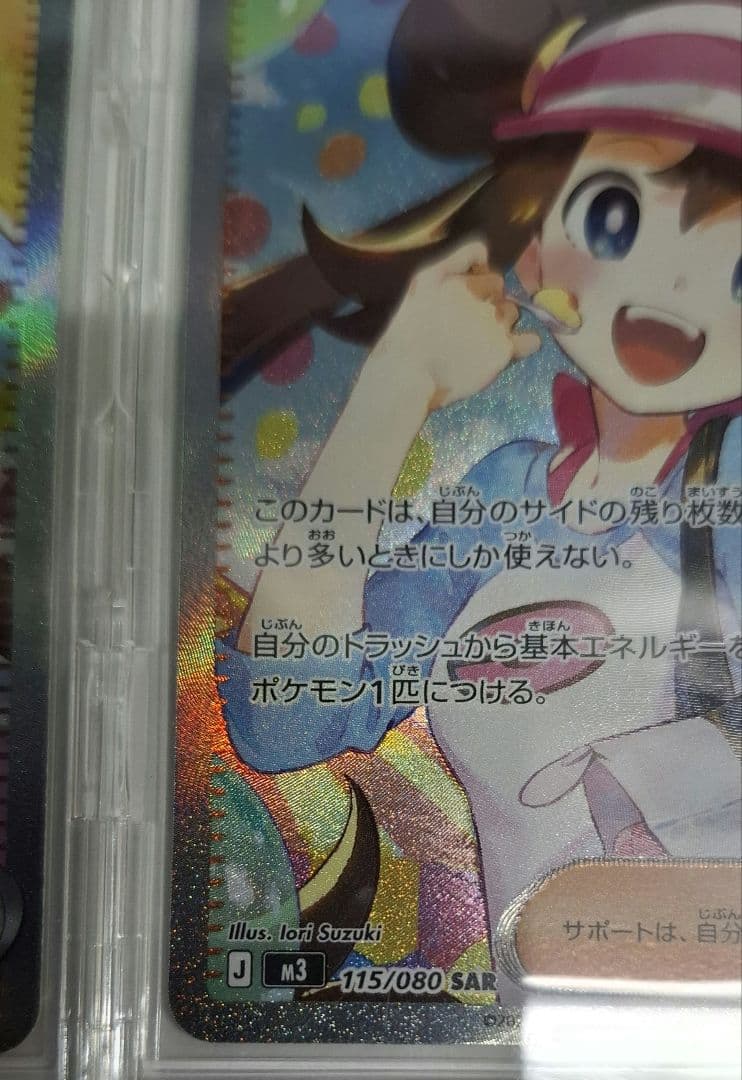 このカードは、自分のサイドの残り枚数
より多いときにしか使えない。
自分のトラッシュから基本エネルギーを
ポケモン1匹につける。
サポートは、自分
Illus. Iori Suzuki
J M3 115/080 SAR